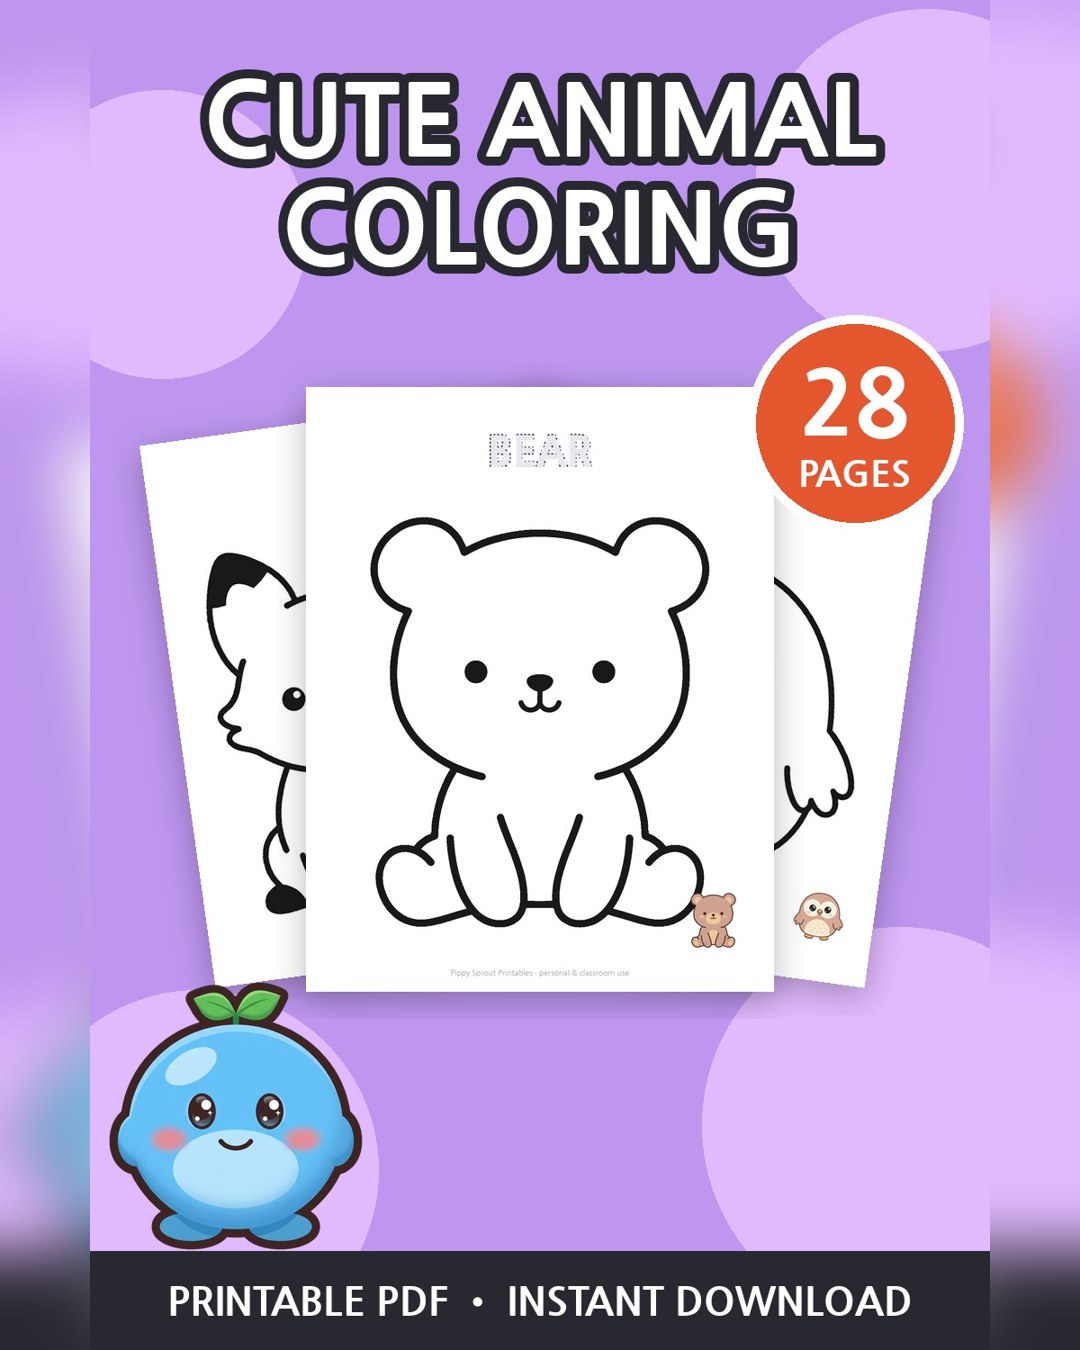 CUTE ANIMAL
COLORING
28
PAGES
BEAR
Pippy Sprout Printables · personal & classroom use
PRINTABLE PDF • INSTANT DOWNLOAD